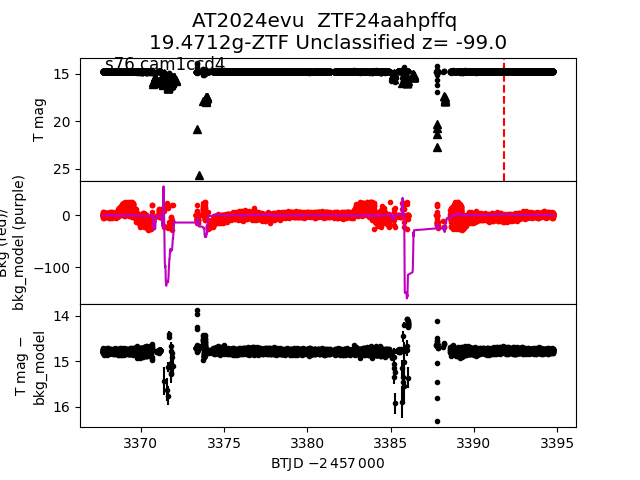 AT2024evu  ZTF24aahpffq
19.4712g-ZTF Unclassified z= -99.0
s76 cam1ccd4
T mag
15
20
25
bkg (red)/
bkg_model (purple)
0
−100
T mag −
bkg_model
14
15
16
3370 3375 3380 3385 3390 3395
BTJD −2 457 000